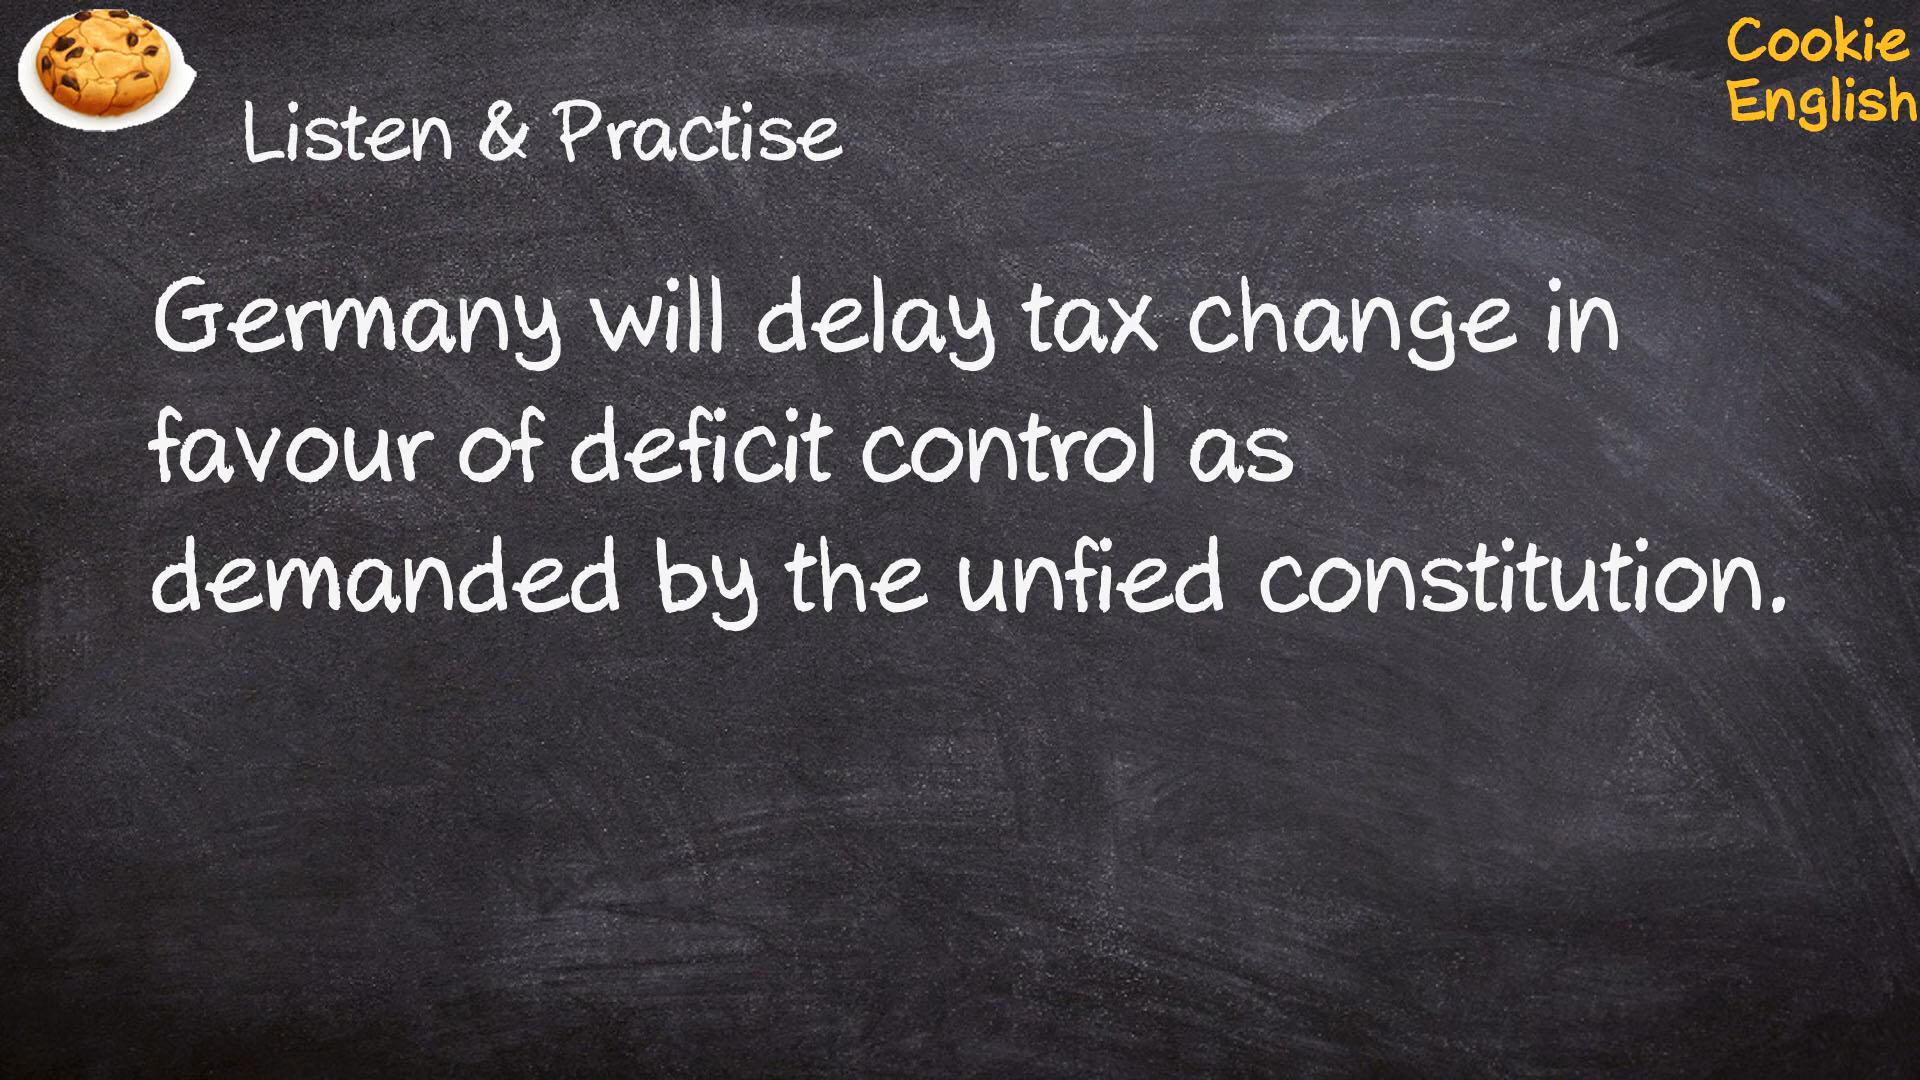 Cookie
English
Listen & Practise
Germany will delay tax change in
favour of deficit control as
demanded by the unfied constitution.